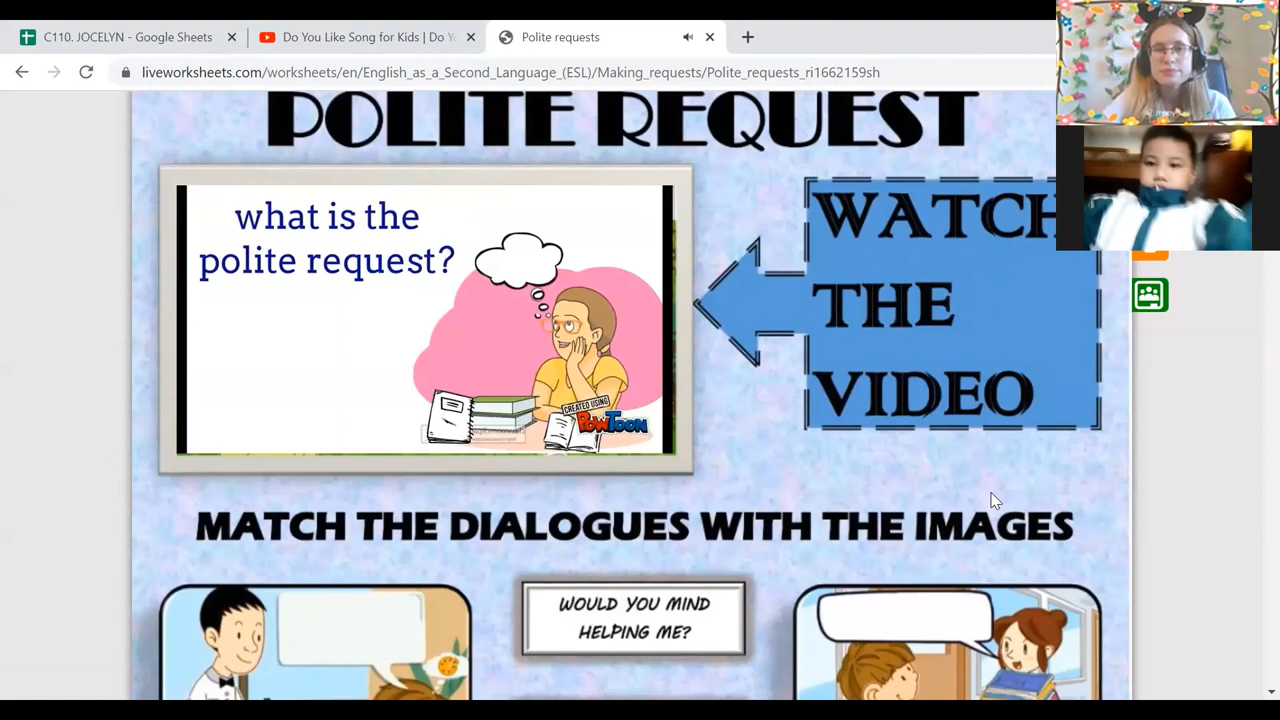 C110. JOCELYN - Google Sheets
Do You Like Song for Kids | Do Yo
Polite requests
liveworksheets.com/worksheets/en/English_as_a_Second_Language_(ESL)/Making_requests/Polite_requests_ri1662159sh
POLITE REQUEST
what is the
polite request?
CREATED USING
POWTOON
WATCH
THE
VIDEO
MATCH THE DIALOGUES WITH THE IMAGES
WOULD YOU MIND
HELPING ME?